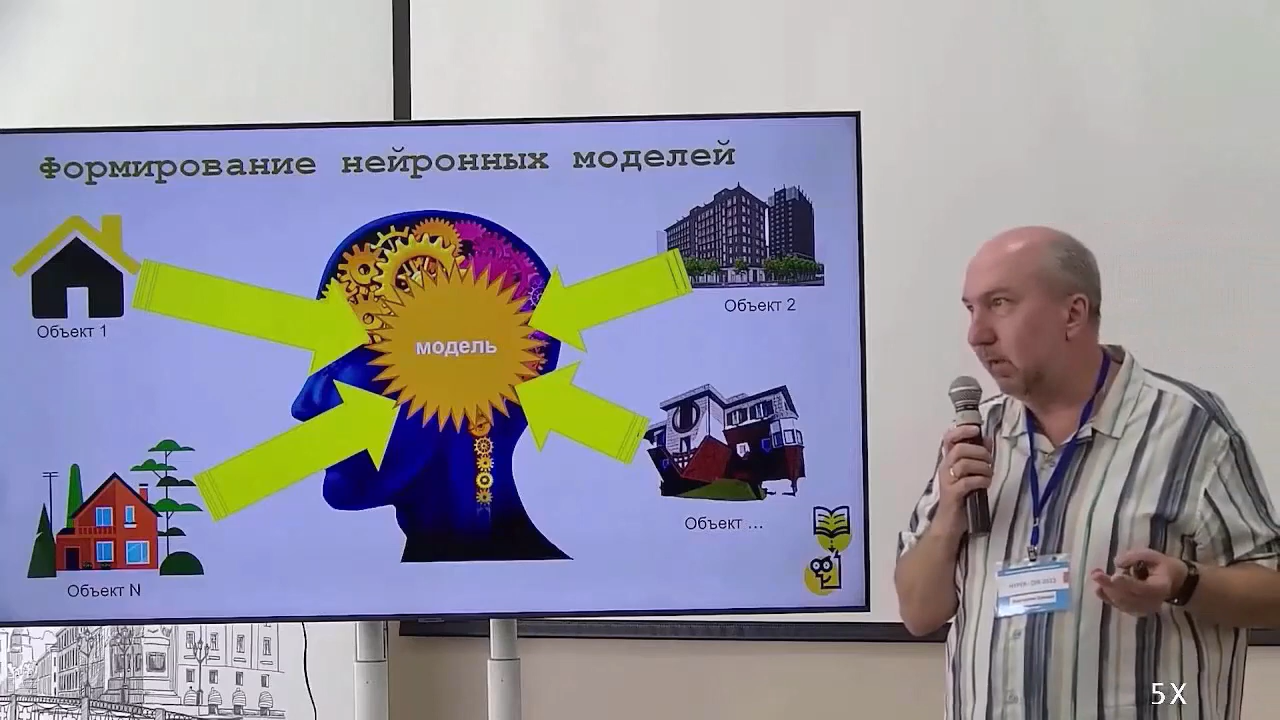 Формирование нейронных моделей
Объект 1
Объект 2
модель
Объект ...
Объект N
5X